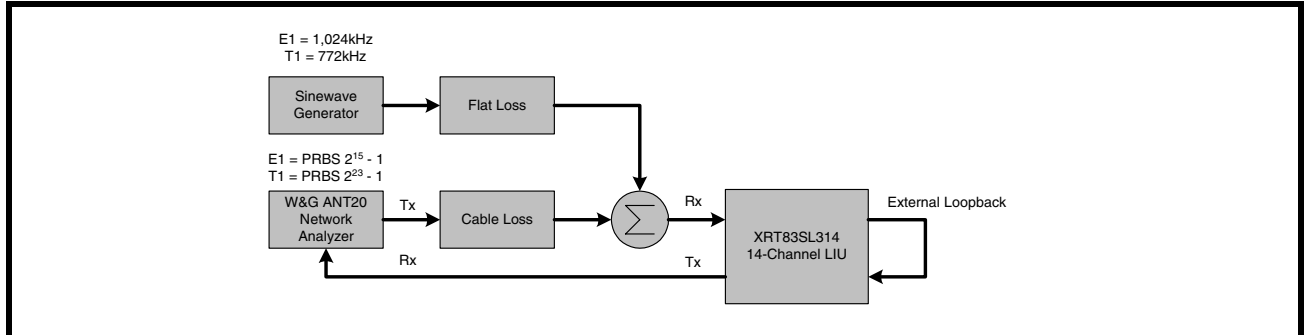 E1 = 1,024kHz
T1 = 772kHz
Sinewave
Generator
Flat Loss
E1 = PRBS 2¹⁵ - 1
T1 = PRBS 2²³ - 1
W&G ANT20
Network
Analyzer
Tx
Cable Loss
Σ
Rx
XRT83SL314
14-Channel LIU
External Loopback
Rx
Tx